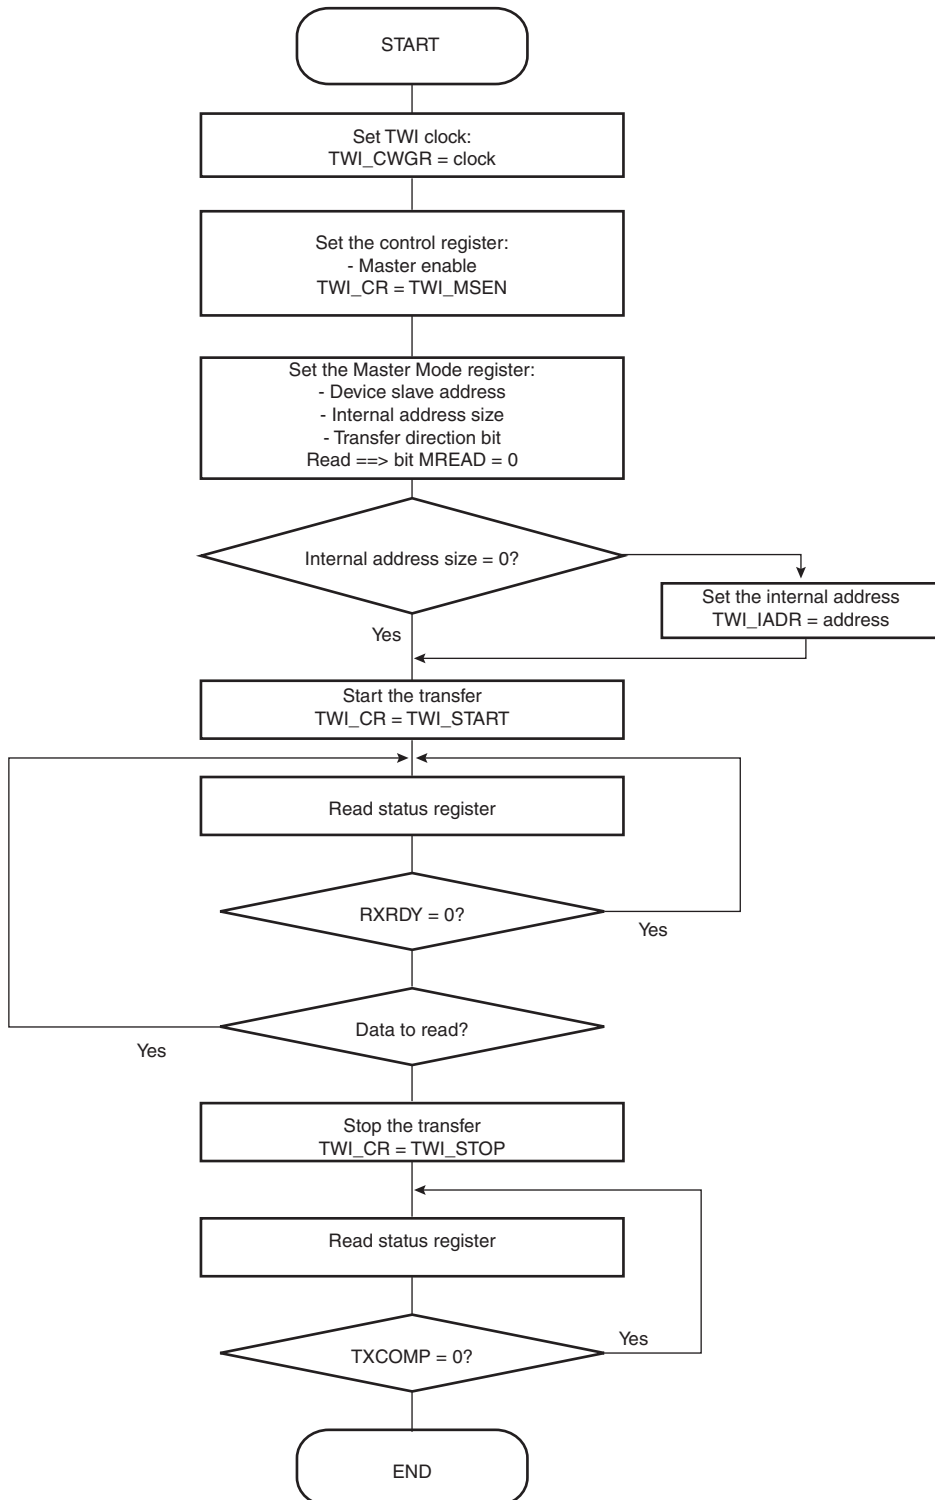 START
Set TWI clock:
TWI_CWGR = clock
Set the control register:
- Master enable
TWI_CR = TWI_MSEN
Set the Master Mode register:
- Device slave address
- Internal address size
- Transfer direction bit
Read ==> bit MREAD = 0
Internal address size = 0?
Set the internal address
TWI_IADR = address
Yes
Start the transfer
TWI_CR = TWI_START
Read status register
RXRDY = 0?
Yes
Data to read?
Yes
Stop the transfer
TWI_CR = TWI_STOP
Read status register
Yes
TXCOMP = 0?
END